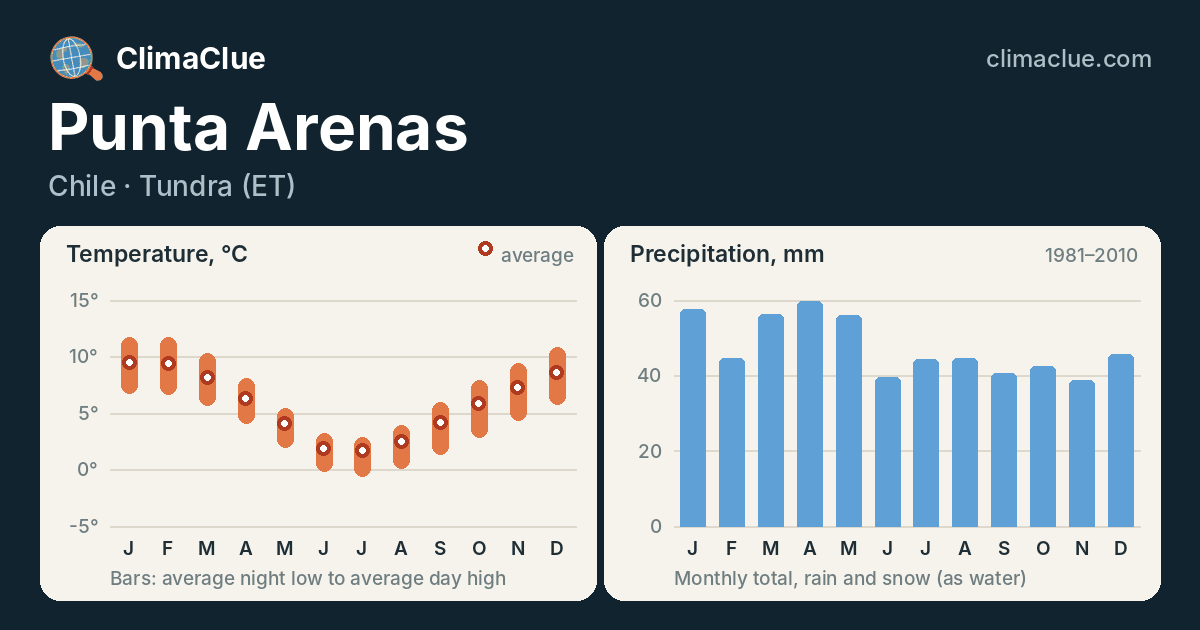 ClimaClue
climaclue.com
Punta Arenas
Chile · Tundra (ET)
Temperature, °C
average
15°
10°
5°
0°
-5°
J F M A M J J A S O N D
Bars: average night low to average day high
Precipitation, mm
1981–2010
60
40
20
0
J F M A M J J A S O N D
Monthly total, rain and snow (as water)